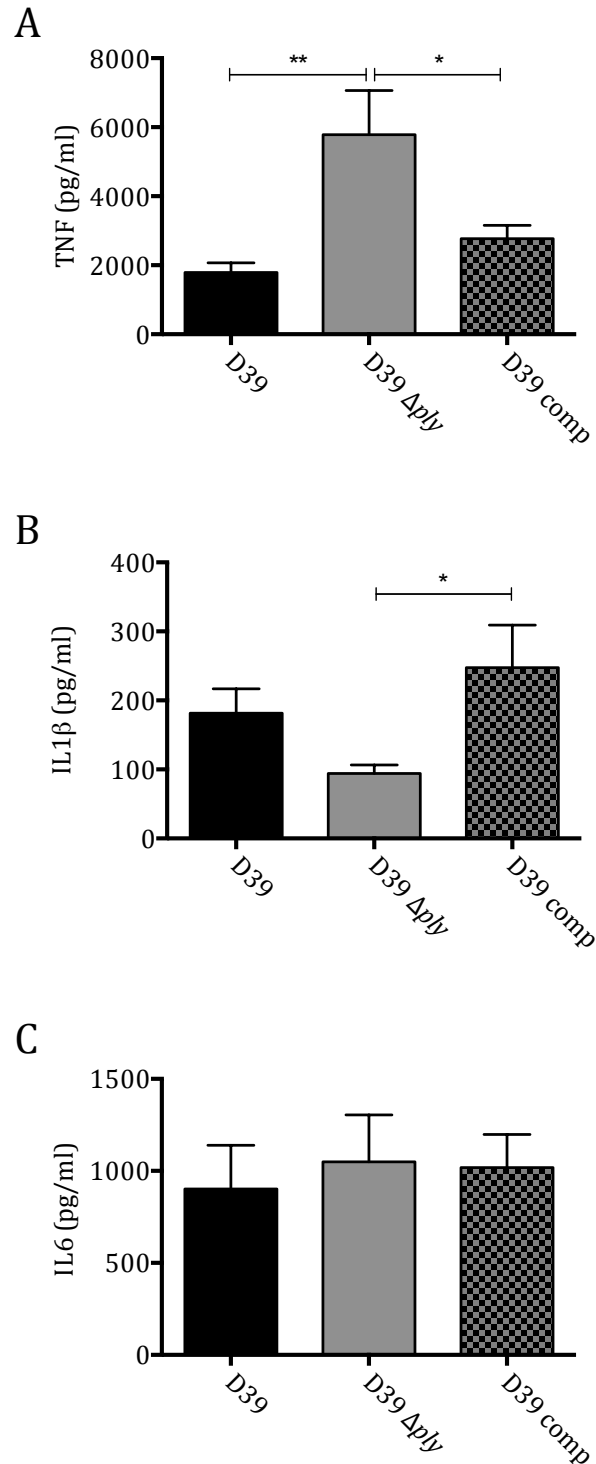 A
TNF (pg/ml)
8000
6000
4000
2000
0
**
*
D39
D39 Δply
D39 comp
B
IL1β (pg/ml)
400
300
200
100
0
*
D39
D39 Δply
D39 comp
C
IL6 (pg/ml)
1500
1000
500
0
D39
D39 Δply
D39 comp